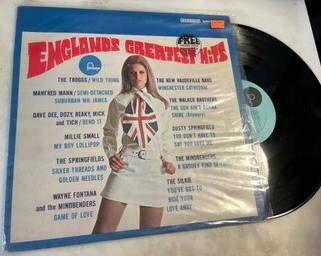 ENGLANDS GREATEST HITS
FREE
THE TROGGS/WILD THING
MANFRED MANN/SEMI-DETACHED
SUBURBAN MR. JAMES
DAVE DEE, DOZY, BEAKY, MICK
and TICH/BEND IT
MILLIE SMALL
MY BOY LOLLIPOP
THE SPRINGFIELDS
SILVER THREADS AND
GOLDEN NEEDLES
WAYNE FONTANA
and the MINDBENDERS
GAME OF LOVE
THE NEW VAUDEVILLE BAND
WINCHESTER CATHEDRAL
THE WALKER BROTHERS
THE SUN AIN'T GONNA
SHINE (Anymore)
DUSTY SPRINGFIELD
YOU DON'T HAVE TO
SAY YOU LOVE ME
THE MINDBENDERS
A GROOVY KIND OF
THE SILKIE
YOU'VE GOT TO
HIDE YOUR
LOVE AWAY